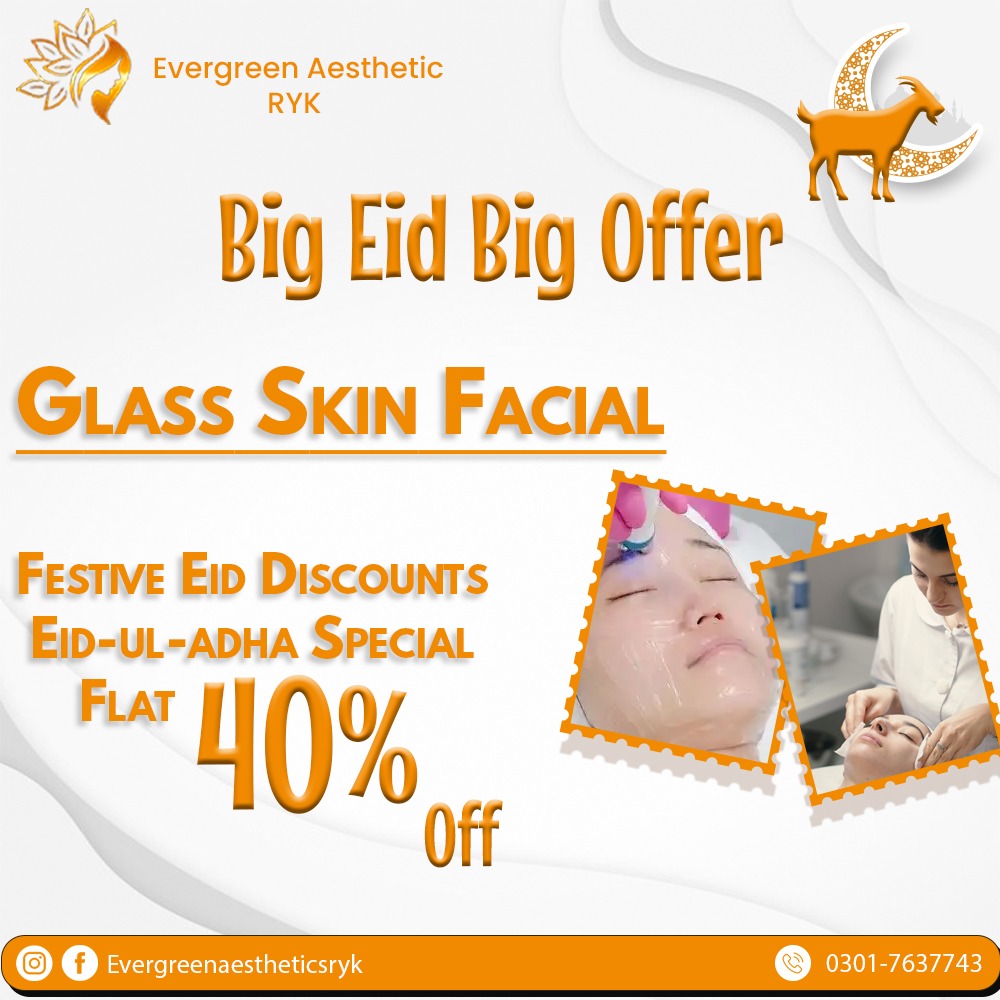 Evergreen Aesthetic
RYK
Big Eid Big Offer
Glass Skin Facial
Festive Eid Discounts
Eid-ul-adha Special
Flat 40%
Off
Evergreenaestheticsryk
0301-7637743